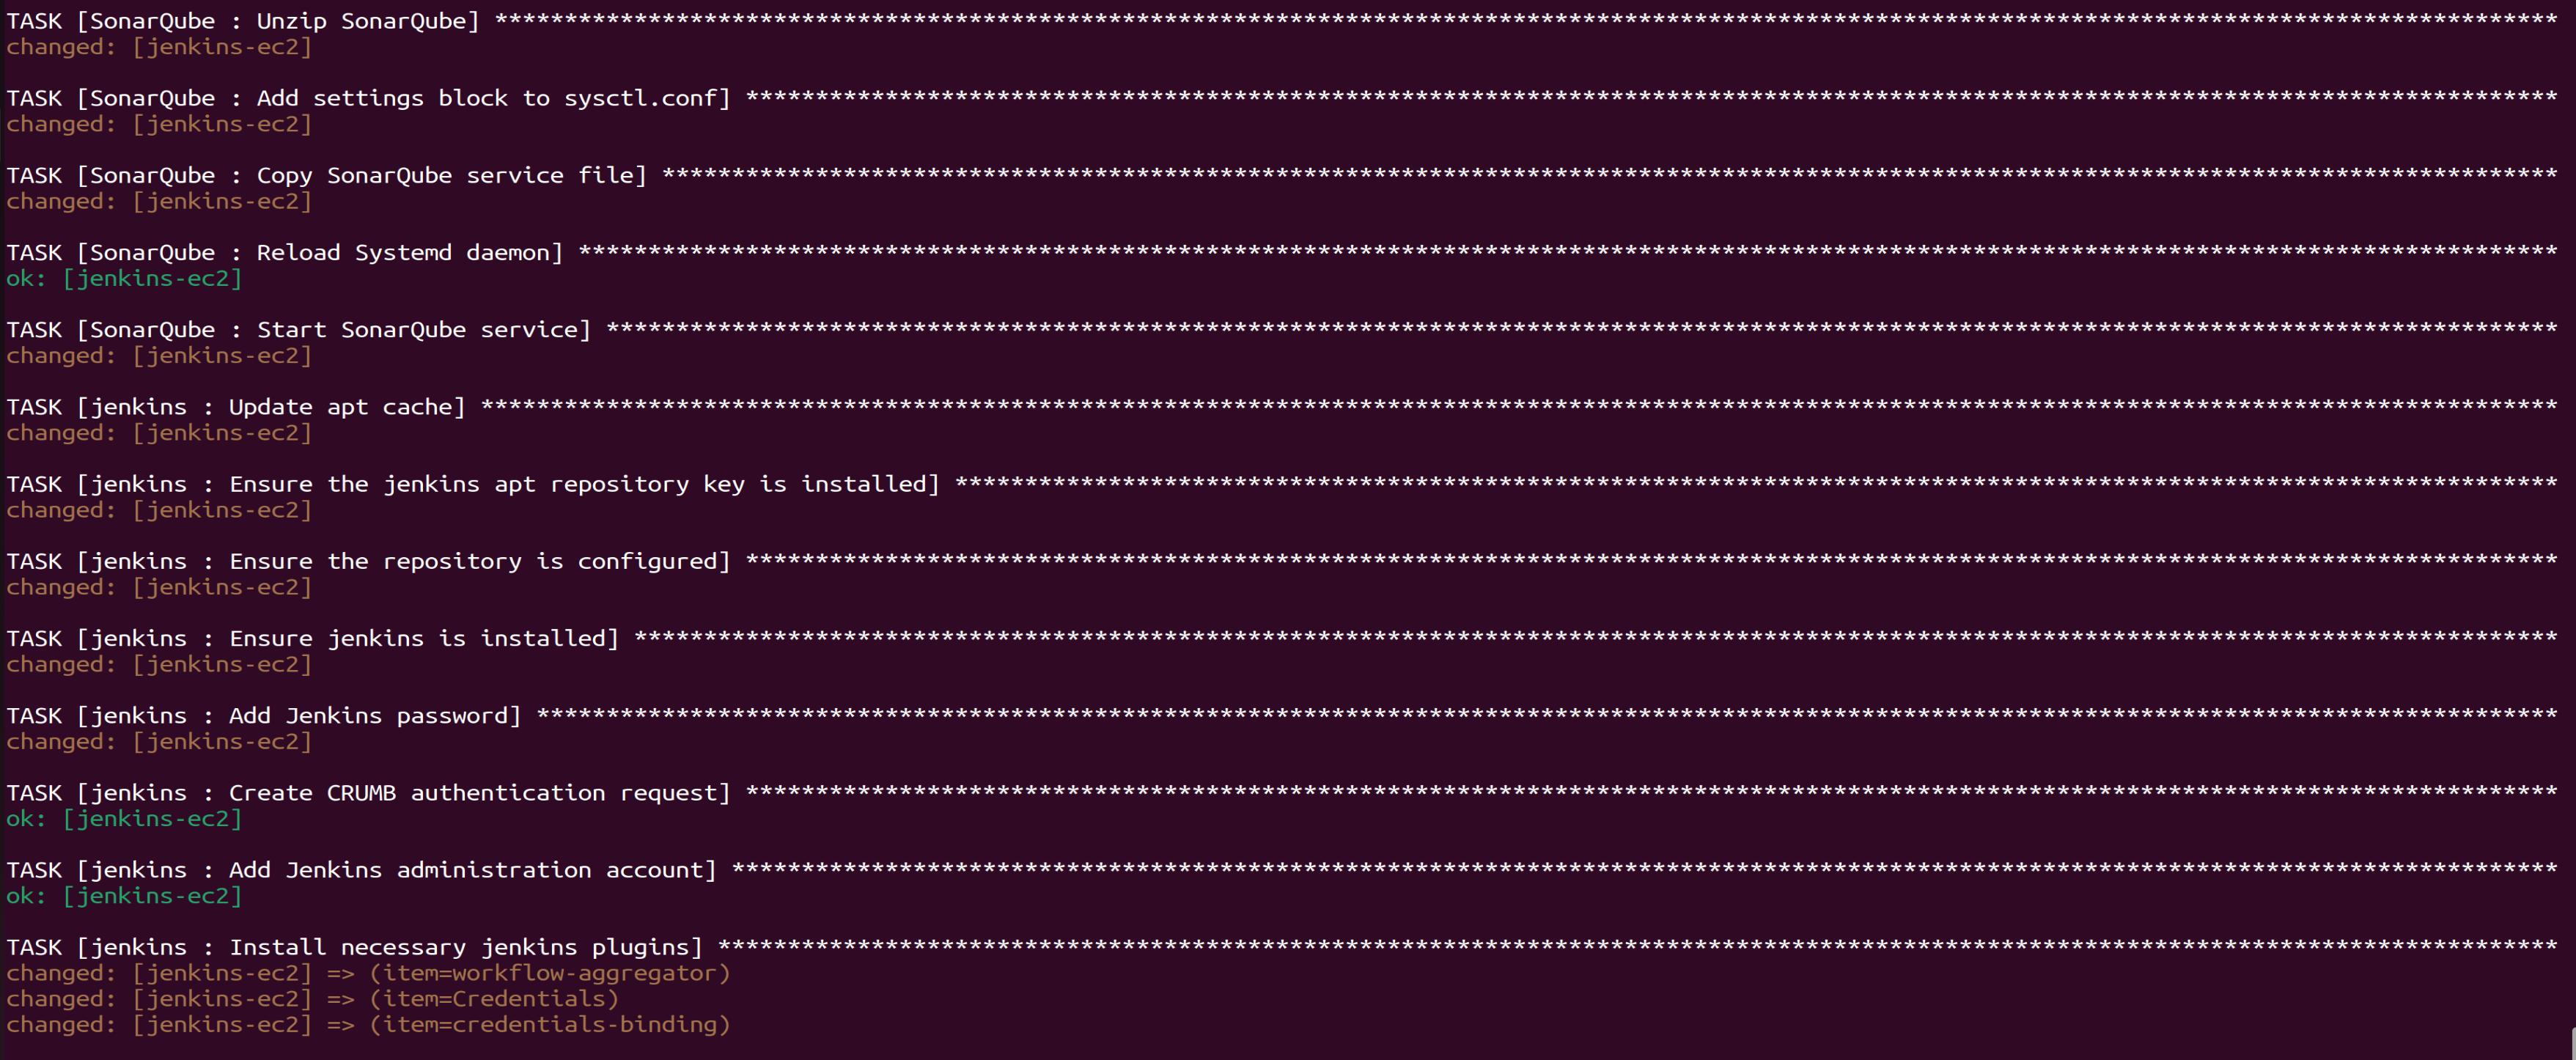 TASK [SonarQube : Unzip SonarQube] ****************************************************************************************************************************************************
changed: [jenkins-ec2]
TASK [SonarQube : Add settings block to sysctl.conf] **********************************************************************************************************************************
changed: [jenkins-ec2]
TASK [SonarQube : Copy SonarQube service file] ****************************************************************************************************************************************
changed: [jenkins-ec2]
TASK [SonarQube : Reload Systemd daemon] **********************************************************************************************************************************************
ok: [jenkins-ec2]
TASK [SonarQube : Start SonarQube service] ********************************************************************************************************************************************
changed: [jenkins-ec2]
TASK [jenkins : Update apt cache] *****************************************************************************************************************************************************
changed: [jenkins-ec2]
TASK [jenkins : Ensure the jenkins apt repository key is installed] *******************************************************************************************************************
changed: [jenkins-ec2]
TASK [jenkins : Ensure the repository is configured] **********************************************************************************************************************************
changed: [jenkins-ec2]
TASK [jenkins : Ensure jenkins is installed] ******************************************************************************************************************************************
changed: [jenkins-ec2]
TASK [jenkins : Add Jenkins password] *************************************************************************************************************************************************
changed: [jenkins-ec2]
TASK [jenkins : Create CRUMB authentication request] **********************************************************************************************************************************
ok: [jenkins-ec2]
TASK [jenkins : Add Jenkins administration account] ***********************************************************************************************************************************
ok: [jenkins-ec2]
TASK [jenkins : Install necessary jenkins plugins] ************************************************************************************************************************************
changed: [jenkins-ec2] => (item=workflow-aggregator)
changed: [jenkins-ec2] => (item=Credentials)
changed: [jenkins-ec2] => (item=credentials-binding)